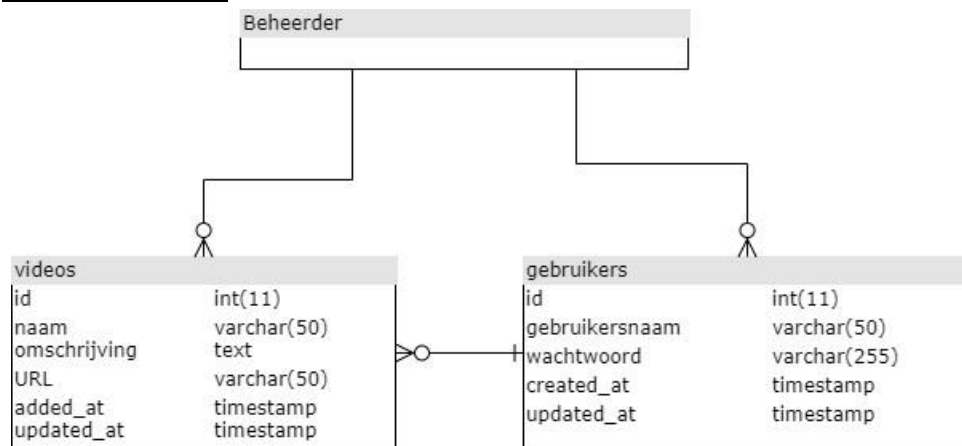 Beheerder
videos
id int(11)
naam varchar(50)
omschrijving text
URL varchar(50)
added_at timestamp
updated_at timestamp
gebruikers
id int(11)
gebruikersnaam varchar(50)
wachtwoord varchar(255)
created_at timestamp
updated_at timestamp